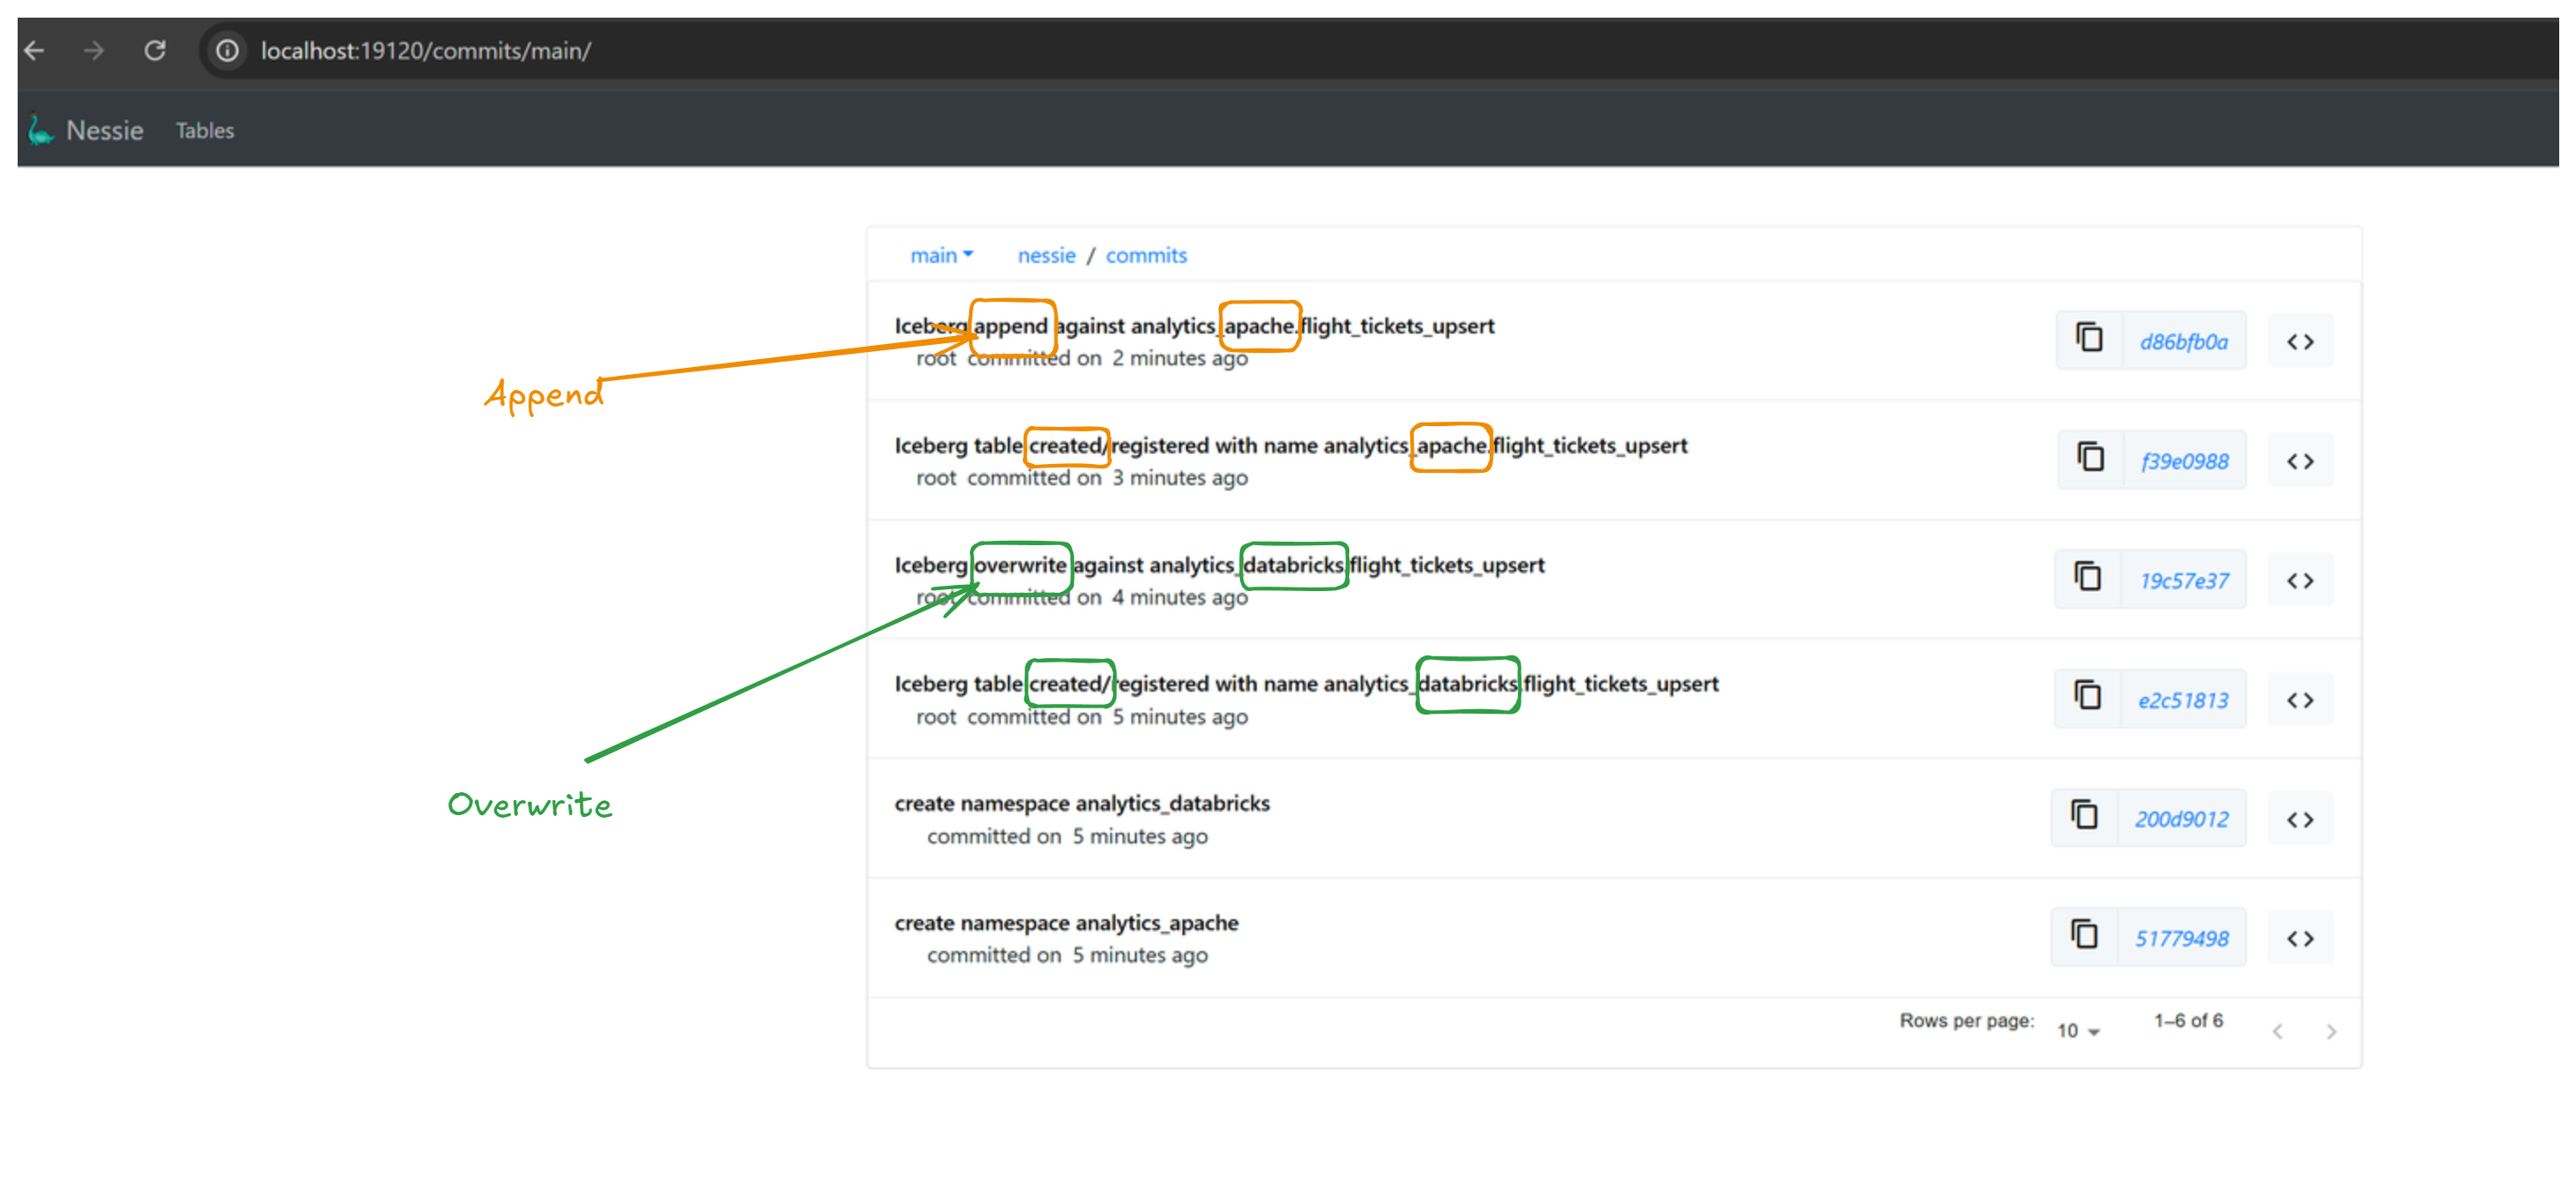 localhost:19120/commits/main/
Nessie Tables
main nessie / commits
Iceberg append against analytics_apache.flight_tickets_upsert
root committed on 2 minutes ago
d86bfb0a
Append
Iceberg table created/registered with name analytics_apache.flight_tickets_upsert
root committed on 3 minutes ago
f39e0988
Iceberg overwrite against analytics_databricks.flight_tickets_upsert
root committed on 4 minutes ago
19c57e37
Iceberg table created/registered with name analytics_databricks.flight_tickets_upsert
root committed on 5 minutes ago
e2c51813
Overwrite
create namespace analytics_databricks
committed on 5 minutes ago
200d9012
create namespace analytics_apache
committed on 5 minutes ago
51779498
Rows per page: 10 1–6 of 6